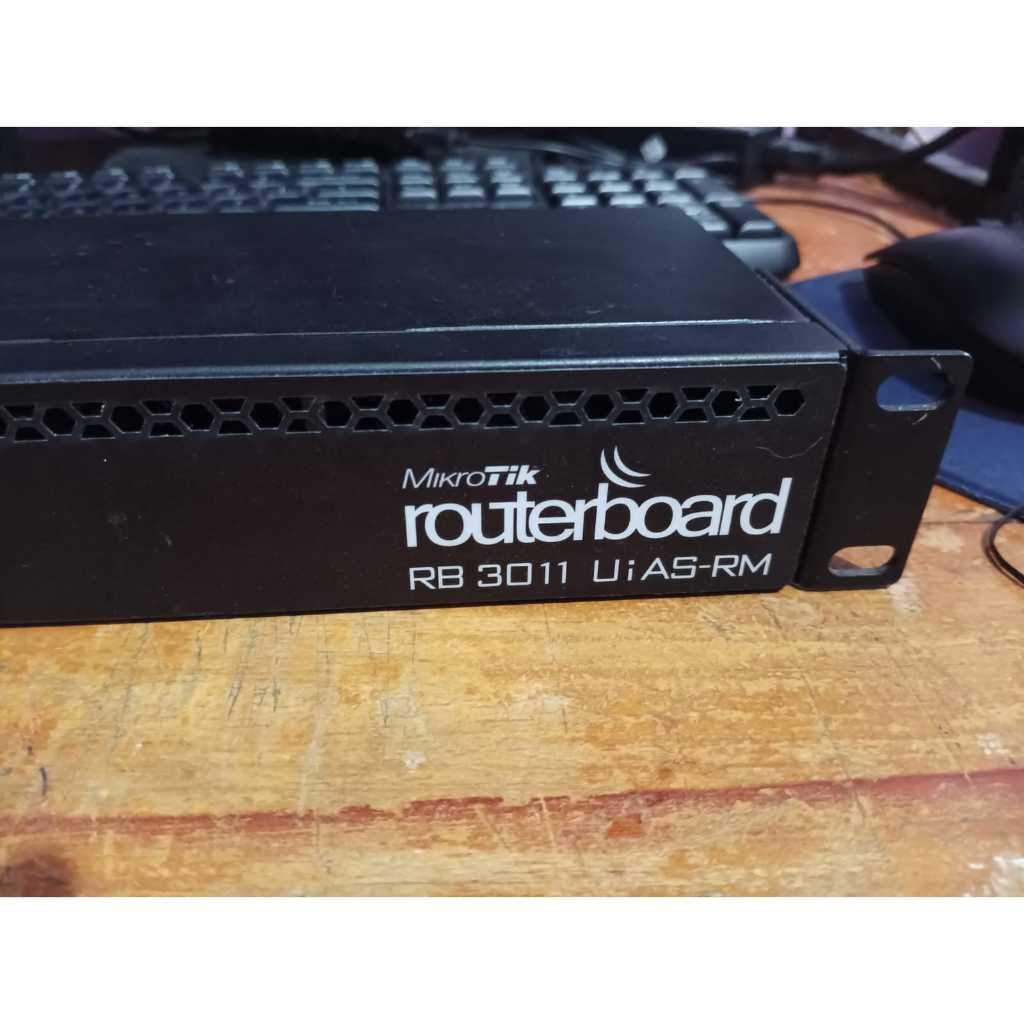 MikroTik
routerboard
RB 3011 UiAS-RM